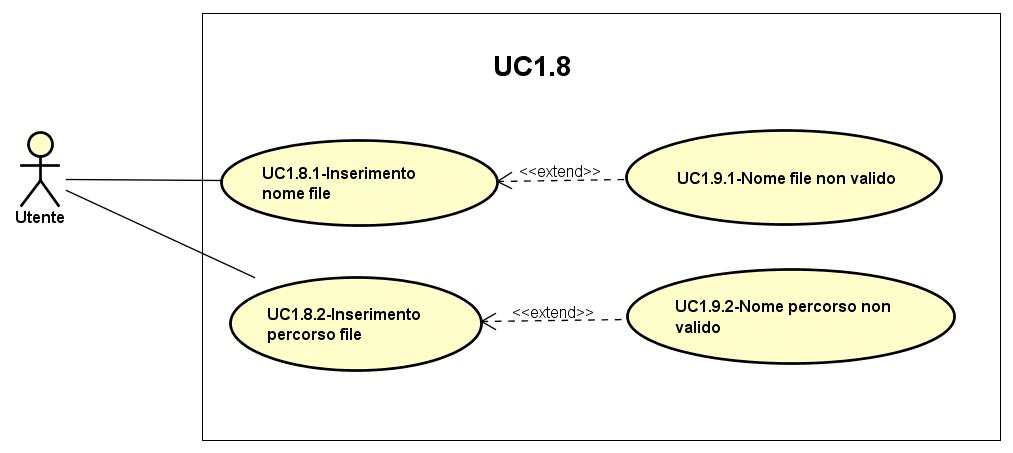 UC1.8
UC1.8.1-Inserimento
nome file
<<extend>>
UC1.9.1-Nome file non valido
Utente
UC1.8.2-Inserimento
percorso file
<<extend>>
UC1.9.2-Nome percorso non
valido